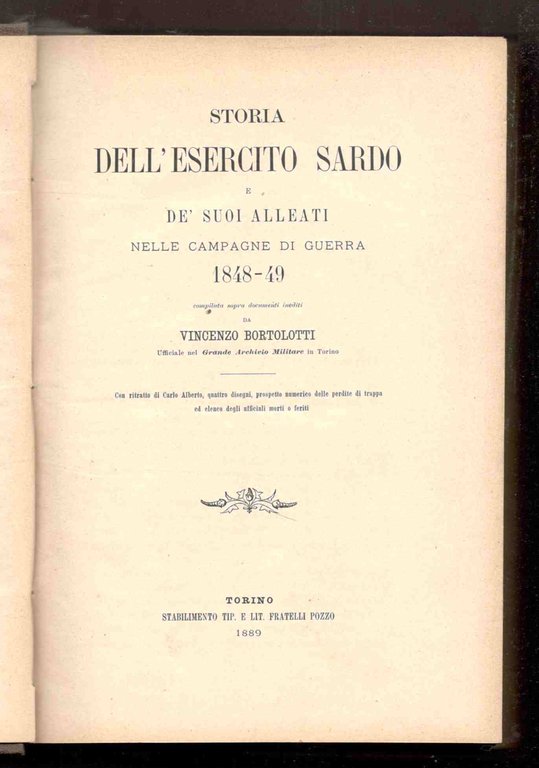 STORIA
DELL'ESERCITO SARDO
E
DE' SUOI ALLEATI
NELLE CAMPAGNE DI GUERRA
1848-49
compilata sopra documenti inediti
DA
VINCENZO BORTOLOTTI
Ufficiale nel Grande Archivio Militare in Torino
Con ritratto di Carlo Alberto, quattro disegni, prospetto numerico delle perdite di truppa
ed elenco degli ufficiali morti o feriti
TORINO
STABILIMENTO TIP. E LIT. FRATELLI POZZO
1889